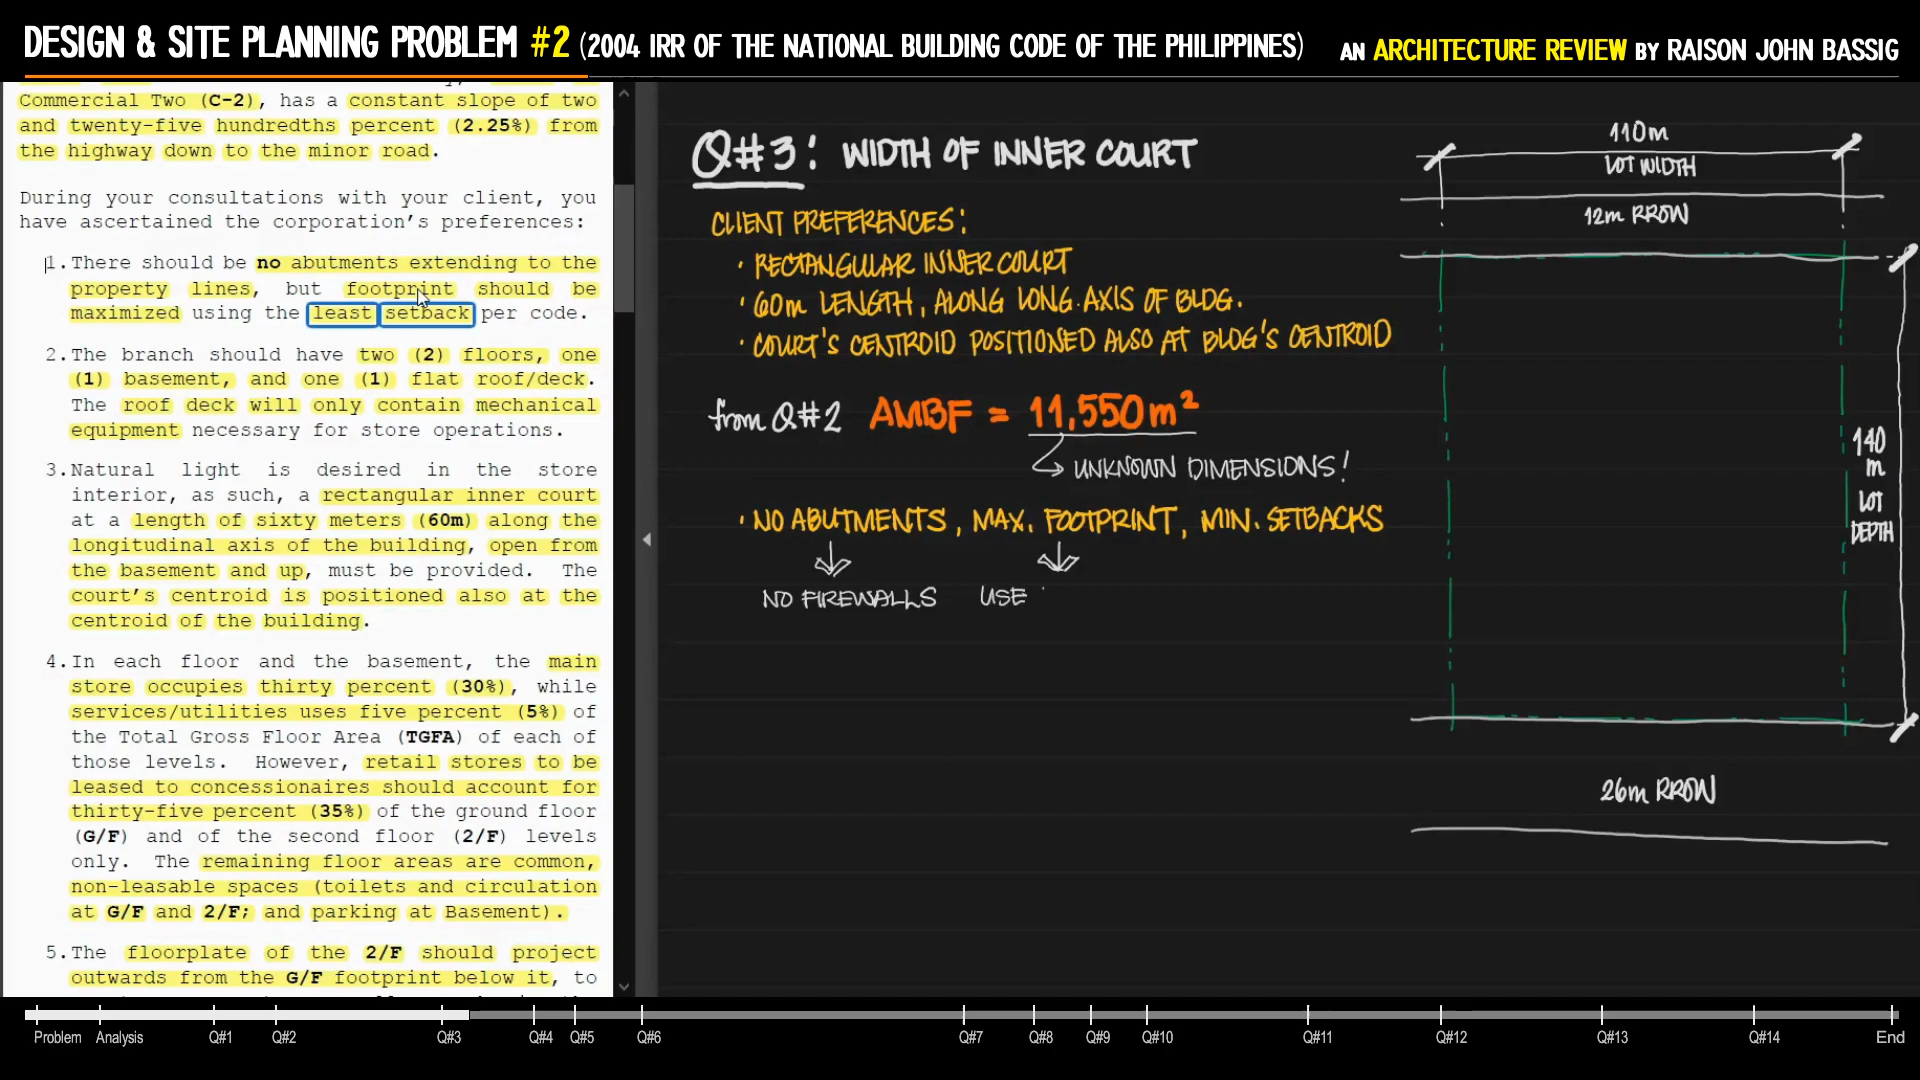 DESIGN & SITE PLANNING PROBLEM #2 (2004 IRR OF THE NATIONAL BUILDING CODE OF THE PHILIPPINES)
AN ARCHITECTURE REVIEW BY RAISON JOHN BASSIG
Commercial Two (C-2), has a constant slope of two
and twenty-five hundredths percent (2.25%) from
the highway down to the minor road.
During your consultations with your client, you
have ascertained the corporation's preferences:
1.There should be no abutments extending to the
property lines, but footprint should be
maximized using the least setback per code.
2.The branch should have two (2) floors, one
(1) basement, and one (1) flat roof/deck.
The roof deck will only contain mechanical
equipment necessary for store operations.
3.Natural light is desired in the store
interior, as such, a rectangular inner court
at a length of sixty meters (60m) along the
longitudinal axis of the building, open from
the basement and up, must be provided. The
court's centroid is positioned also at the
centroid of the building.
4.In each floor and the basement, the main
store occupies thirty percent (30%), while
services/utilities uses five percent (5%) of
the Total Gross Floor Area (TGFA) of each of
those levels. However, retail stores to be
leased to concessionaires should account for
thirty-five percent (35%) of the ground floor
(G/F) and of the second floor (2/F) levels
only. The remaining floor areas are common,
non-leasable spaces (toilets and circulation
at G/F and 2/F; and parking at Basement).
5.The floorplate of the 2/F should project
outwards from the G/F footprint below it, to
Q#3: WIDTH OF INNER COURT
CLIENT PREFERENCES:
· RECTANGULAR INNER COURT
· 60m LENGTH, ALONG LONG. AXIS OF BLDG.
· COURT'S CENTROID POSITIONED ALSO AT BLDG'S CENTROID
from Q#2 AMBF = 11,550 m²
UNKNOWN DIMENSIONS!
· NO ABUTMENTS, MAX. FOOTPRINT, MIN. SETBACKS
NO FIREWALLS USE
110m
LOT WIDTH
12m RROW
140
m
LOT
DEPTH
26m RROW
Problem Analysis Q#1 Q#2 Q#3 Q#4 Q#5 Q#6 Q#7 Q#8 Q#9 Q#10 Q#11 Q#12 Q#13 Q#14 End